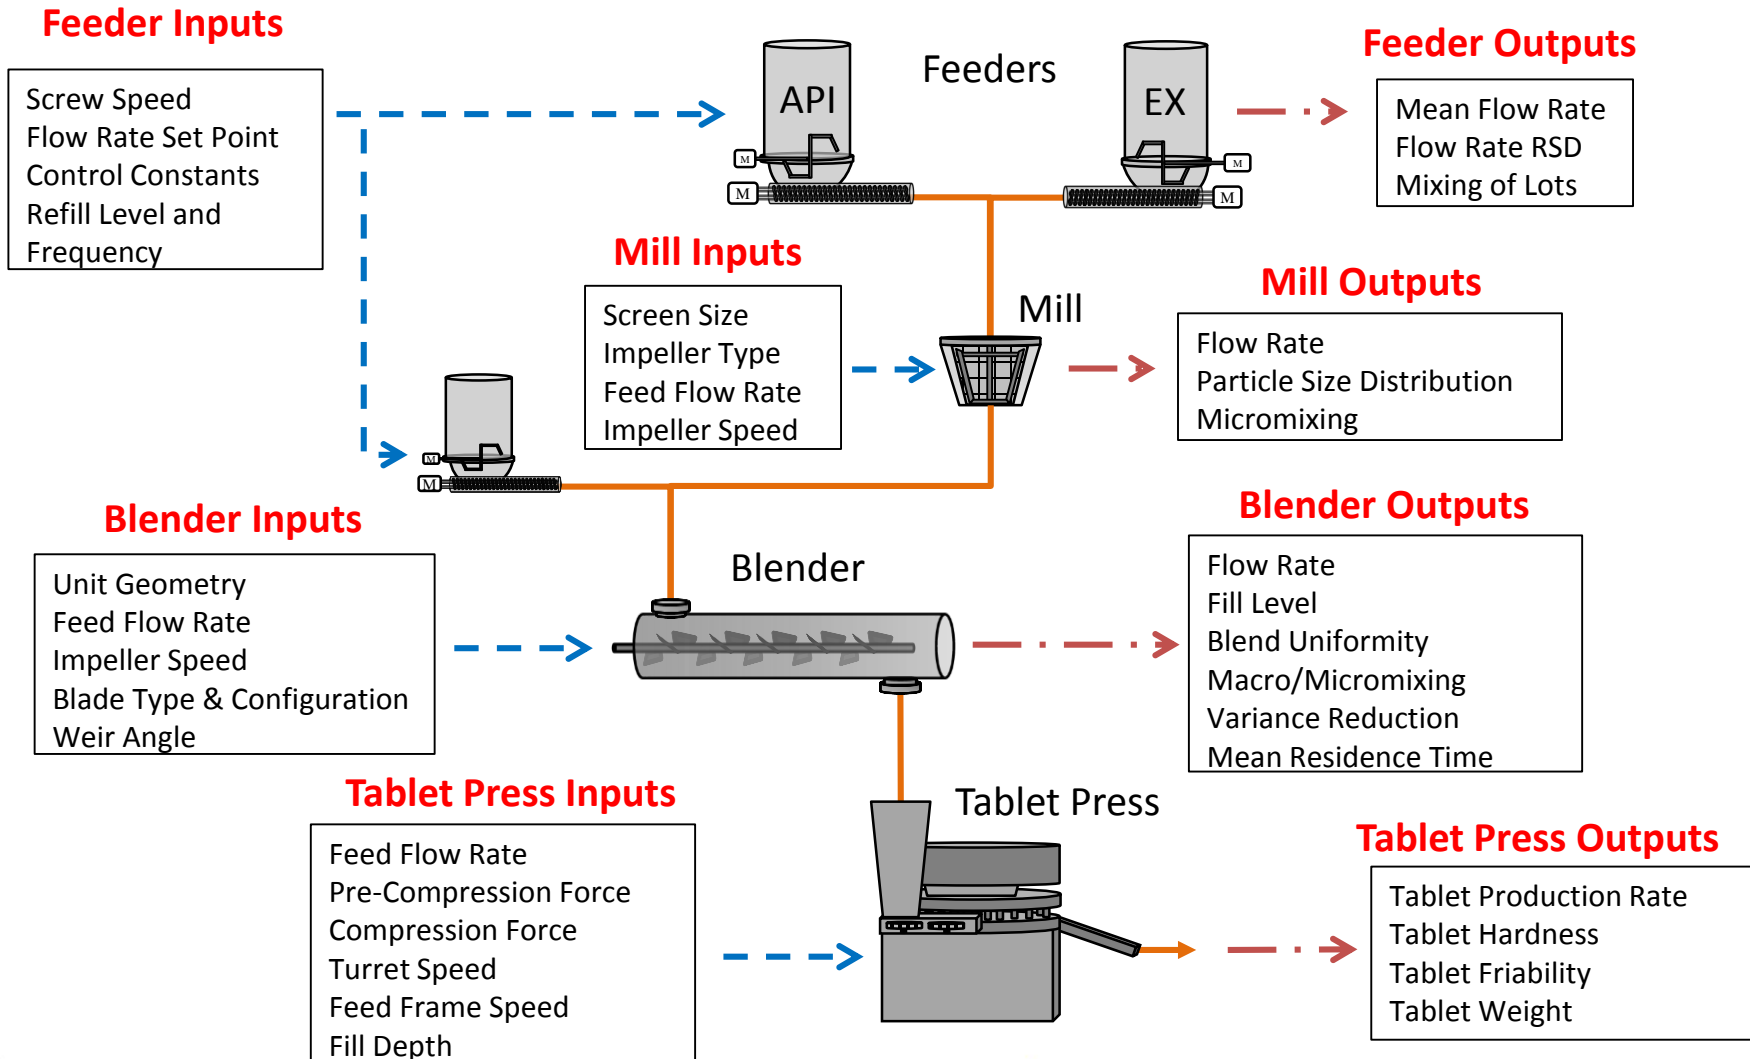 Feeder Inputs
Screw Speed
Flow Rate Set Point
Control Constants
Refill Level and
Frequency
API
Feeders
EX
M
M
M
M
Feeder Outputs
Mean Flow Rate
Flow Rate RSD
Mixing of Lots
Mill Inputs
Screen Size
Impeller Type
Feed Flow Rate
Impeller Speed
Mill
Mill Outputs
Flow Rate
Particle Size Distribution
Micromixing
M
M
Blender Inputs
Unit Geometry
Feed Flow Rate
Impeller Speed
Blade Type & Configuration
Weir Angle
Blender
Blender Outputs
Flow Rate
Fill Level
Blend Uniformity
Macro/Micromixing
Variance Reduction
Mean Residence Time
Tablet Press Inputs
Feed Flow Rate
Pre-Compression Force
Compression Force
Turret Speed
Feed Frame Speed
Fill Depth
Tablet Press
Tablet Press Outputs
Tablet Production Rate
Tablet Hardness
Tablet Friability
Tablet Weight